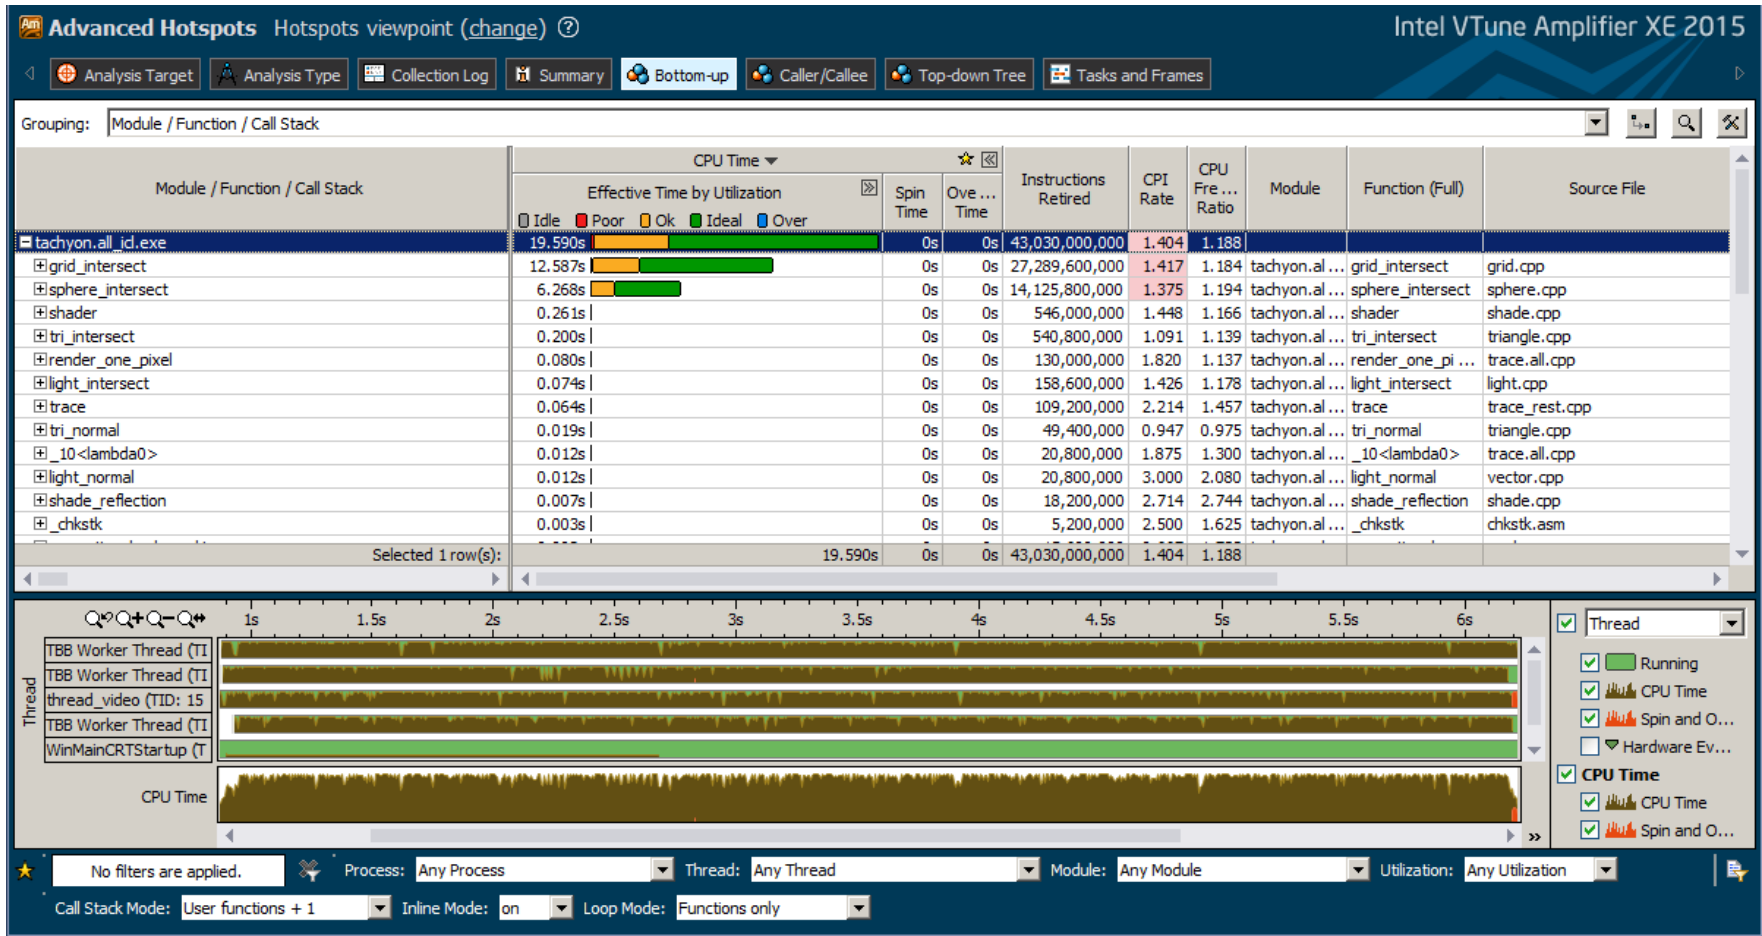 Advanced Hotspots Hotspots viewpoint (change) ? Intel VTune Amplifier XE 2015
Analysis Target Analysis Type Collection Log Summary Bottom-up Caller/Callee Top-down Tree Tasks and Frames
Grouping: Module / Function / Call Stack
Module / Function / Call Stack
CPU Time
Effective Time by Utilization
Idle Poor Ok Ideal Over
Spin Time
Ove... Time
Instructions Retired
CPI Rate
CPU Fre... Ratio
Module
Function (Full)
Source File
tachyon.all_icl.exe 19.590s 0s 0s 43,030,000,000 1.404 1.188
grid_intersect 12.587s 0s 0s 27,289,600,000 1.417 1.184 tachyon.al... grid_intersect grid.cpp
sphere_intersect 6.268s 0s 0s 14,125,800,000 1.375 1.194 tachyon.al... sphere_intersect sphere.cpp
shader 0.261s 0s 0s 546,000,000 1.448 1.166 tachyon.al... shader shade.cpp
tri_intersect 0.200s 0s 0s 540,800,000 1.091 1.139 tachyon.al... tri_intersect triangle.cpp
render_one_pixel 0.080s 0s 0s 130,000,000 1.820 1.137 tachyon.al... render_one_pi... trace.all.cpp
light_intersect 0.074s 0s 0s 158,600,000 1.426 1.178 tachyon.al... light_intersect light.cpp
trace 0.064s 0s 0s 109,200,000 2.214 1.457 tachyon.al... trace trace_rest.cpp
tri_normal 0.019s 0s 0s 49,400,000 0.947 0.975 tachyon.al... tri_normal triangle.cpp
_10<lambda0> 0.012s 0s 0s 20,800,000 1.875 1.300 tachyon.al... _10<lambda0> trace.all.cpp
light_normal 0.012s 0s 0s 20,800,000 3.000 2.080 tachyon.al... light_normal vector.cpp
shade_reflection 0.007s 0s 0s 18,200,000 2.714 2.744 tachyon.al... shade_reflection shade.cpp
_chkstk 0.003s 0s 0s 5,200,000 2.500 1.625 tachyon.al... _chkstk chkstk.asm
Selected 1 row(s): 19.590s 0s 0s 43,030,000,000 1.404 1.188
1s 1.5s 2s 2.5s 3s 3.5s 4s 4.5s 5s 5.5s 6s
Thread
TBB Worker Thread (TI
TBB Worker Thread (TI
thread_video (TID: 15
TBB Worker Thread (TI
WinMainCRTStartup (T
CPU Time
Thread
Running
CPU Time
Spin and O...
Hardware Ev...
CPU Time
CPU Time
Spin and O...
No filters are applied. Process: Any Process Thread: Any Thread Module: Any Module Utilization: Any Utilization
Call Stack Mode: User functions + 1 Inline Mode: on Loop Mode: Functions only